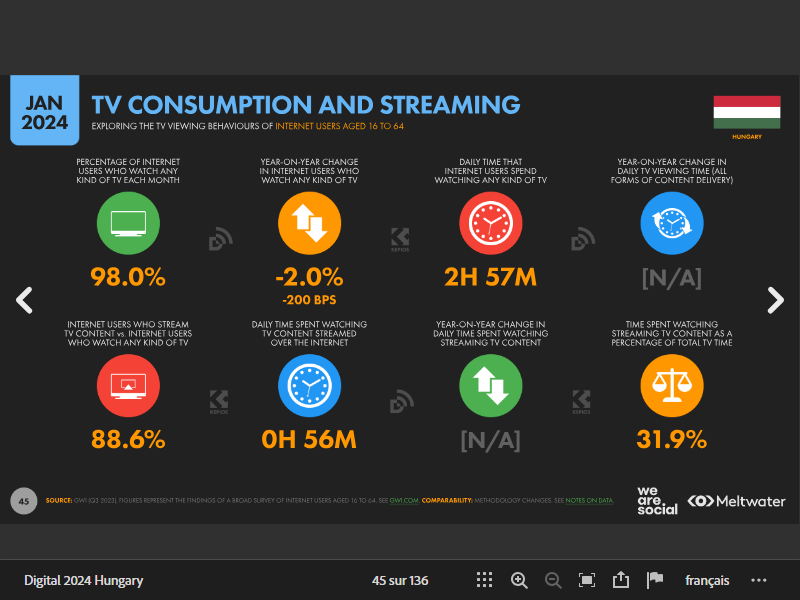 JAN
2024
TV CONSUMPTION AND STREAMING
EXPLORING THE TV VIEWING BEHAVIOURS OF INTERNET USERS AGED 16 TO 64
HUNGARY
PERCENTAGE OF INTERNET
USERS WHO WATCH ANY
KIND OF TV EACH MONTH
98.0%
YEAR-ON-YEAR CHANGE
IN INTERNET USERS WHO
WATCH ANY KIND OF TV
-2.0%
-200 BPS
DAILY TIME THAT
INTERNET USERS SPEND
WATCHING ANY KIND OF TV
2H 57M
YEAR-ON-YEAR CHANGE IN
DAILY TV VIEWING TIME (ALL
FORMS OF CONTENT DELIVERY)
[N/A]
KEPIOS
INTERNET USERS WHO STREAM
TV CONTENT vs. INTERNET USERS
WHO WATCH ANY KIND OF TV
88.6%
DAILY TIME SPENT WATCHING
TV CONTENT STREAMED
OVER THE INTERNET
0H 56M
YEAR-ON-YEAR CHANGE IN
DAILY TIME SPENT WATCHING
STREAMING TV CONTENT
[N/A]
TIME SPENT WATCHING
STREAMING TV CONTENT AS A
PERCENTAGE OF TOTAL TV TIME
31.9%
KEPIOS
KEPIOS
45
SOURCE: GWI (Q3 2023). FIGURES REPRESENT THE FINDINGS OF A BROAD SURVEY OF INTERNET USERS AGED 16 TO 64. SEE GWI.COM. COMPARABILITY: METHODOLOGY CHANGES. SEE NOTES ON DATA.
we
are.
social
Meltwater
Digital 2024 Hungary
45 sur 136
français